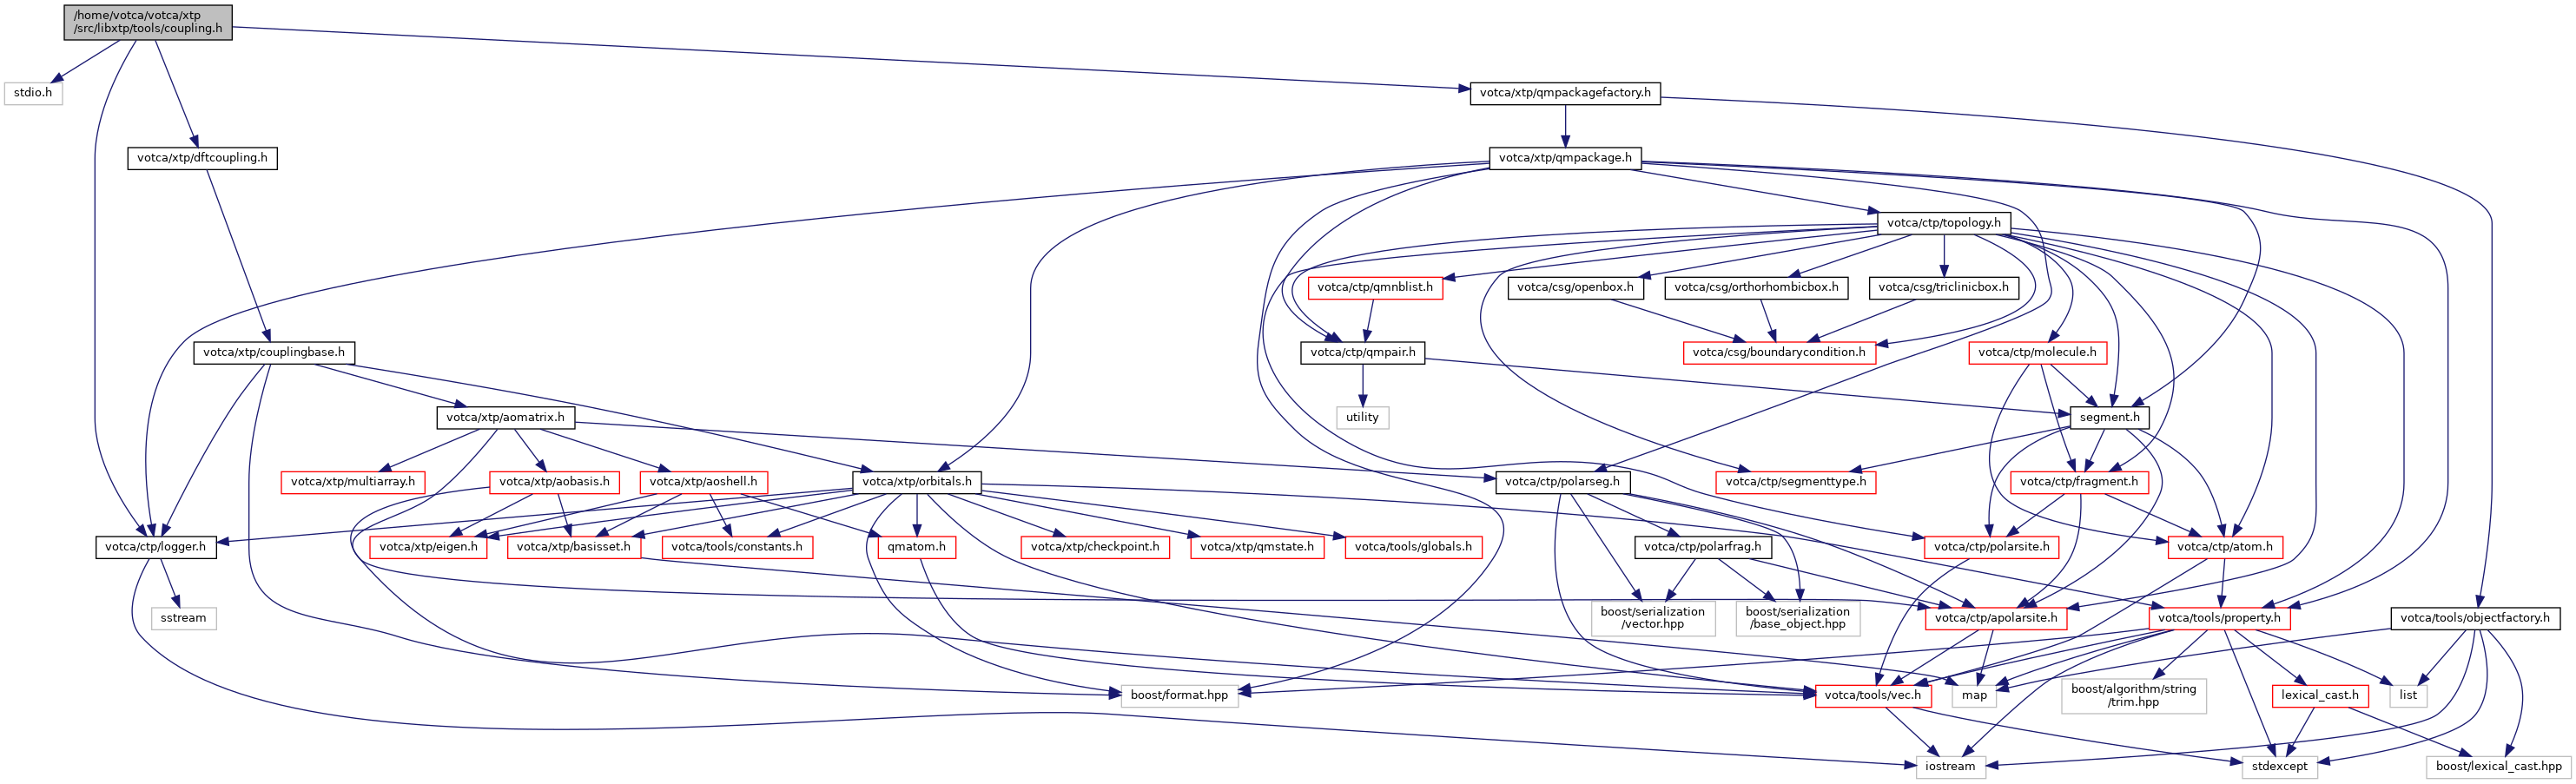 /home/votca/votca/xtp
/src/libxtp/tools/coupling.h
stdio.h
votca/xtp/qmpackagefactory.h
votca/xtp/dftcoupling.h
votca/xtp/qmpackage.h
votca/ctp/topology.h
votca/ctp/qmnblist.h
votca/csg/openbox.h
votca/csg/orthorhombicbox.h
votca/csg/triclinicbox.h
votca/xtp/couplingbase.h
votca/ctp/qmpair.h
votca/csg/boundarycondition.h
votca/ctp/molecule.h
votca/xtp/aomatrix.h
utility
segment.h
votca/xtp/multiarray.h
votca/xtp/aobasis.h
votca/xtp/aoshell.h
votca/xtp/orbitals.h
votca/ctp/polarseg.h
votca/ctp/segmenttype.h
votca/ctp/fragment.h
votca/ctp/logger.h
votca/xtp/eigen.h
votca/xtp/basisset.h
votca/tools/constants.h
qmatom.h
votca/xtp/checkpoint.h
votca/xtp/qmstate.h
votca/tools/globals.h
votca/ctp/polarfrag.h
votca/ctp/polarsite.h
votca/ctp/atom.h
sstream
boost/serialization
/vector.hpp
boost/serialization
/base_object.hpp
votca/ctp/apolarsite.h
votca/tools/property.h
votca/tools/objectfactory.h
boost/format.hpp
votca/tools/vec.h
map
boost/algorithm/string
/trim.hpp
lexical_cast.h
list
iostream
stdexcept
boost/lexical_cast.hpp